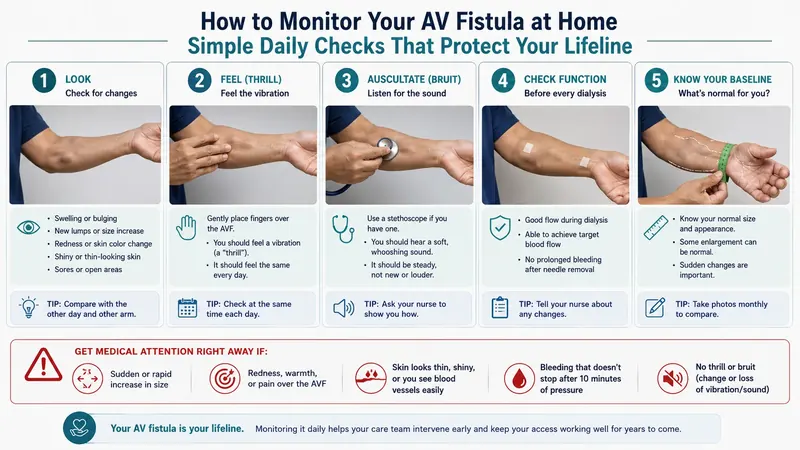 How to Monitor Your AV Fistula at Home
Simple Daily Checks That Protect Your Lifeline
1
LOOK
Check for changes
• Swelling or bulging
• New lumps or size increase
• Redness or skin color change
• Shiny or thin-looking skin
• Sores or open areas
TIP: Compare with the
other day and other arm.
2
FEEL (THRILL)
Feel the vibration
Gently place fingers over
the AVF.
• You should feel a vibration
(a "thrill").
• It should feel the same
every day.
TIP: Check at the same
time each day.
3
AUSCULTATE (BRUIT)
Listen for the sound
Use a stethoscope if you
have one.
• You should hear a soft,
whooshing sound.
• It should be steady,
not new or louder.
TIP: Ask your nurse to
show you how.
4
CHECK FUNCTION
Before every dialysis
• Good flow during dialysis
• Able to achieve target
blood flow
• No prolonged bleeding
after needle removal
TIP: Tell your nurse about
any changes.
5
KNOW YOUR BASELINE
What's normal for you?
• Know your normal size
and appearance.
• Some enlargement can
be normal.
• Sudden changes are
important.
TIP: Take photos monthly
to compare.
GET MEDICAL ATTENTION RIGHT AWAY IF:
Sudden or rapid
increase in size
Redness, warmth,
or pain over the AVF
Skin looks thin, shiny,
or you see blood
vessels easily
Bleeding that doesn't
stop after 10 minutes
of pressure
No thrill or bruit
(change or loss
of vibration/sound)
Your AV fistula is your lifeline. Monitoring it daily helps your care team intervene early and keep your access working well for years to come.